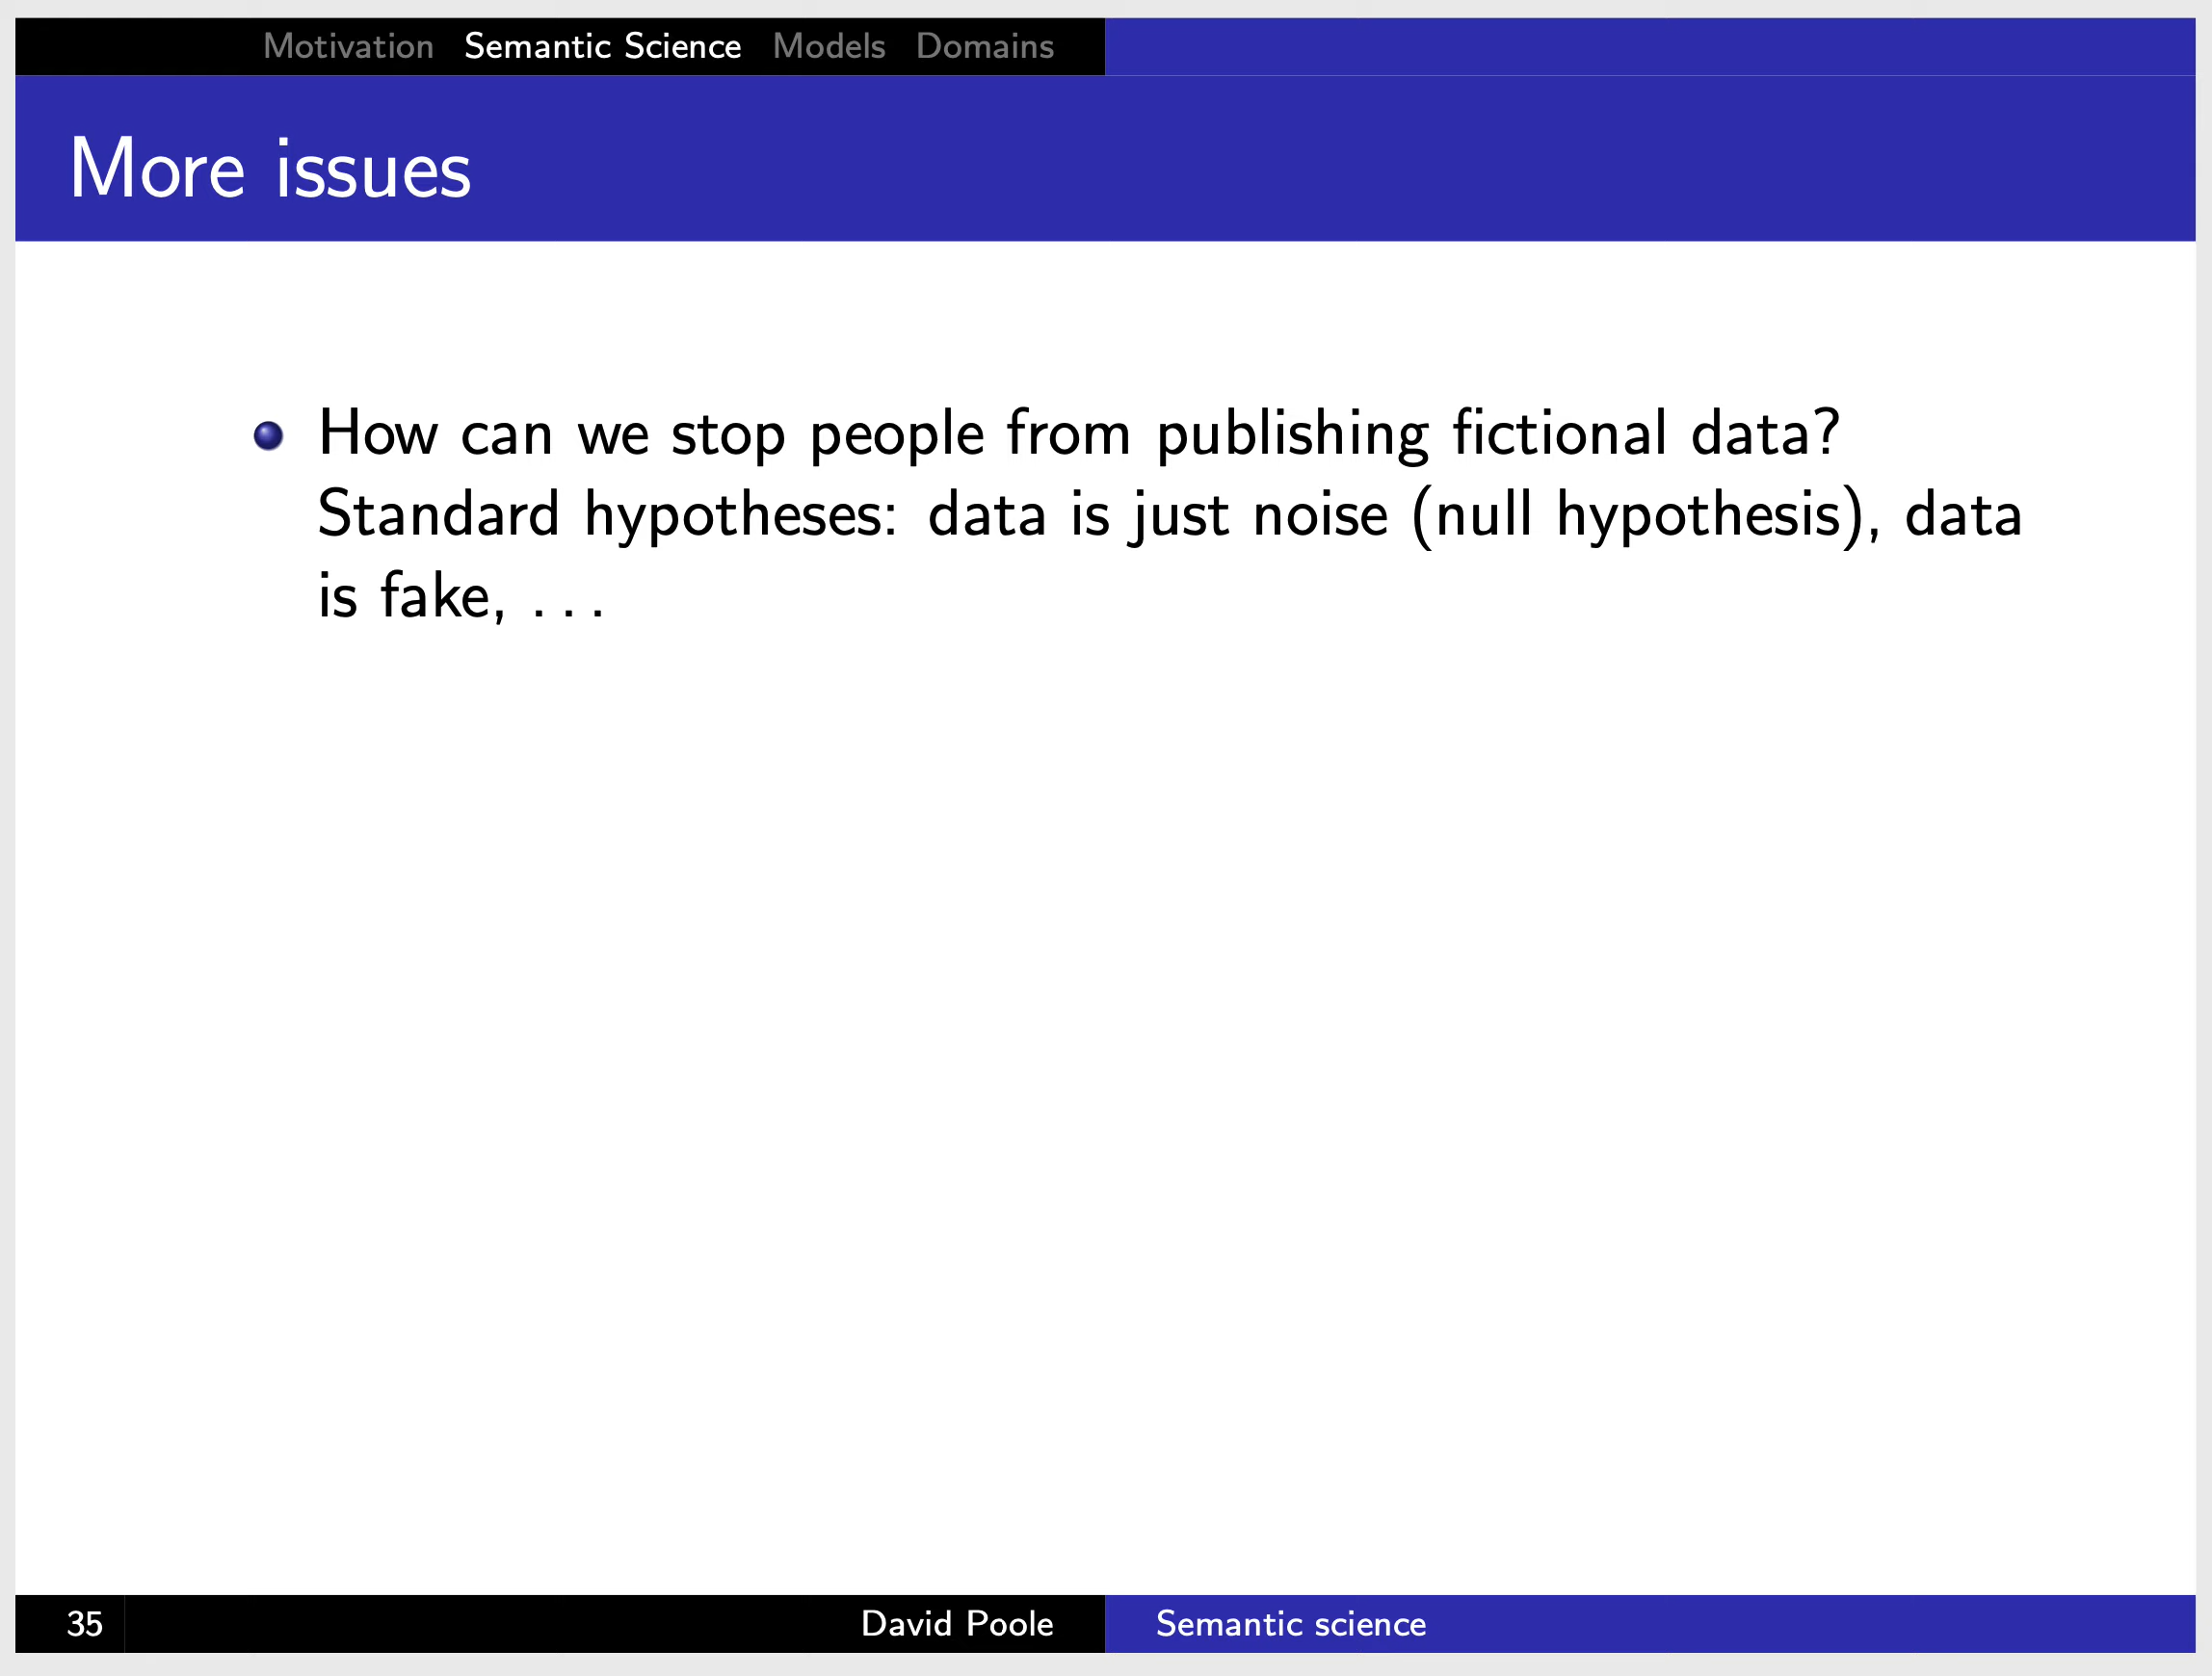 Motivation Semantic Science Models Domains
More issues
How can we stop people from publishing fictional data?
Standard hypotheses: data is just noise (null hypothesis), data
is fake, . . .
35 David Poole Semantic science